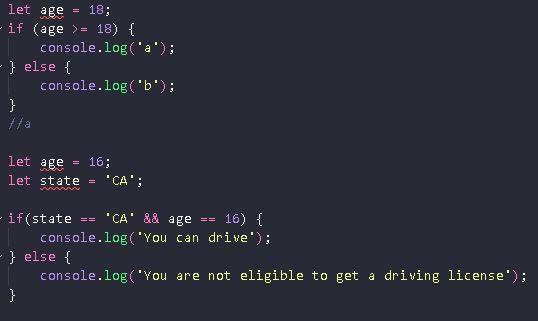 let age = 18;
if (age >= 18) {
console.log('a');
} else {
console.log('b');
}
//a
let age = 16;
let state = 'CA';
if(state == 'CA' && age == 16) {
console.log('You can drive');
} else {
console.log('You are not eligible to get a driving license');
}